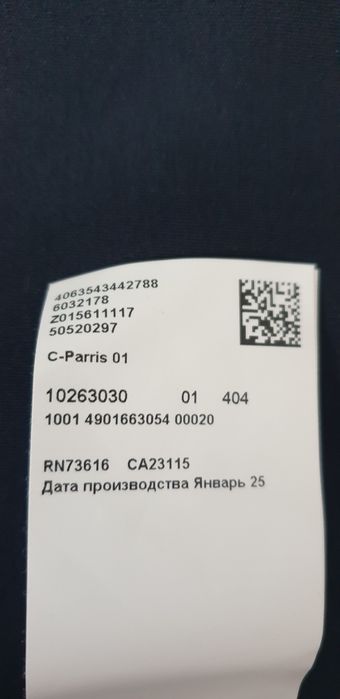 4063543442788
6032178
Z015611117
50520297
C-Parris 01
10263030 01 404
1001 4901663054 00020
RN73616 CA23115
Дата производства Январь 25